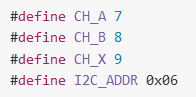 #define CH_A 7
#define CH_B 8
#define CH_X 9
#define I2C_ADDR 0x06